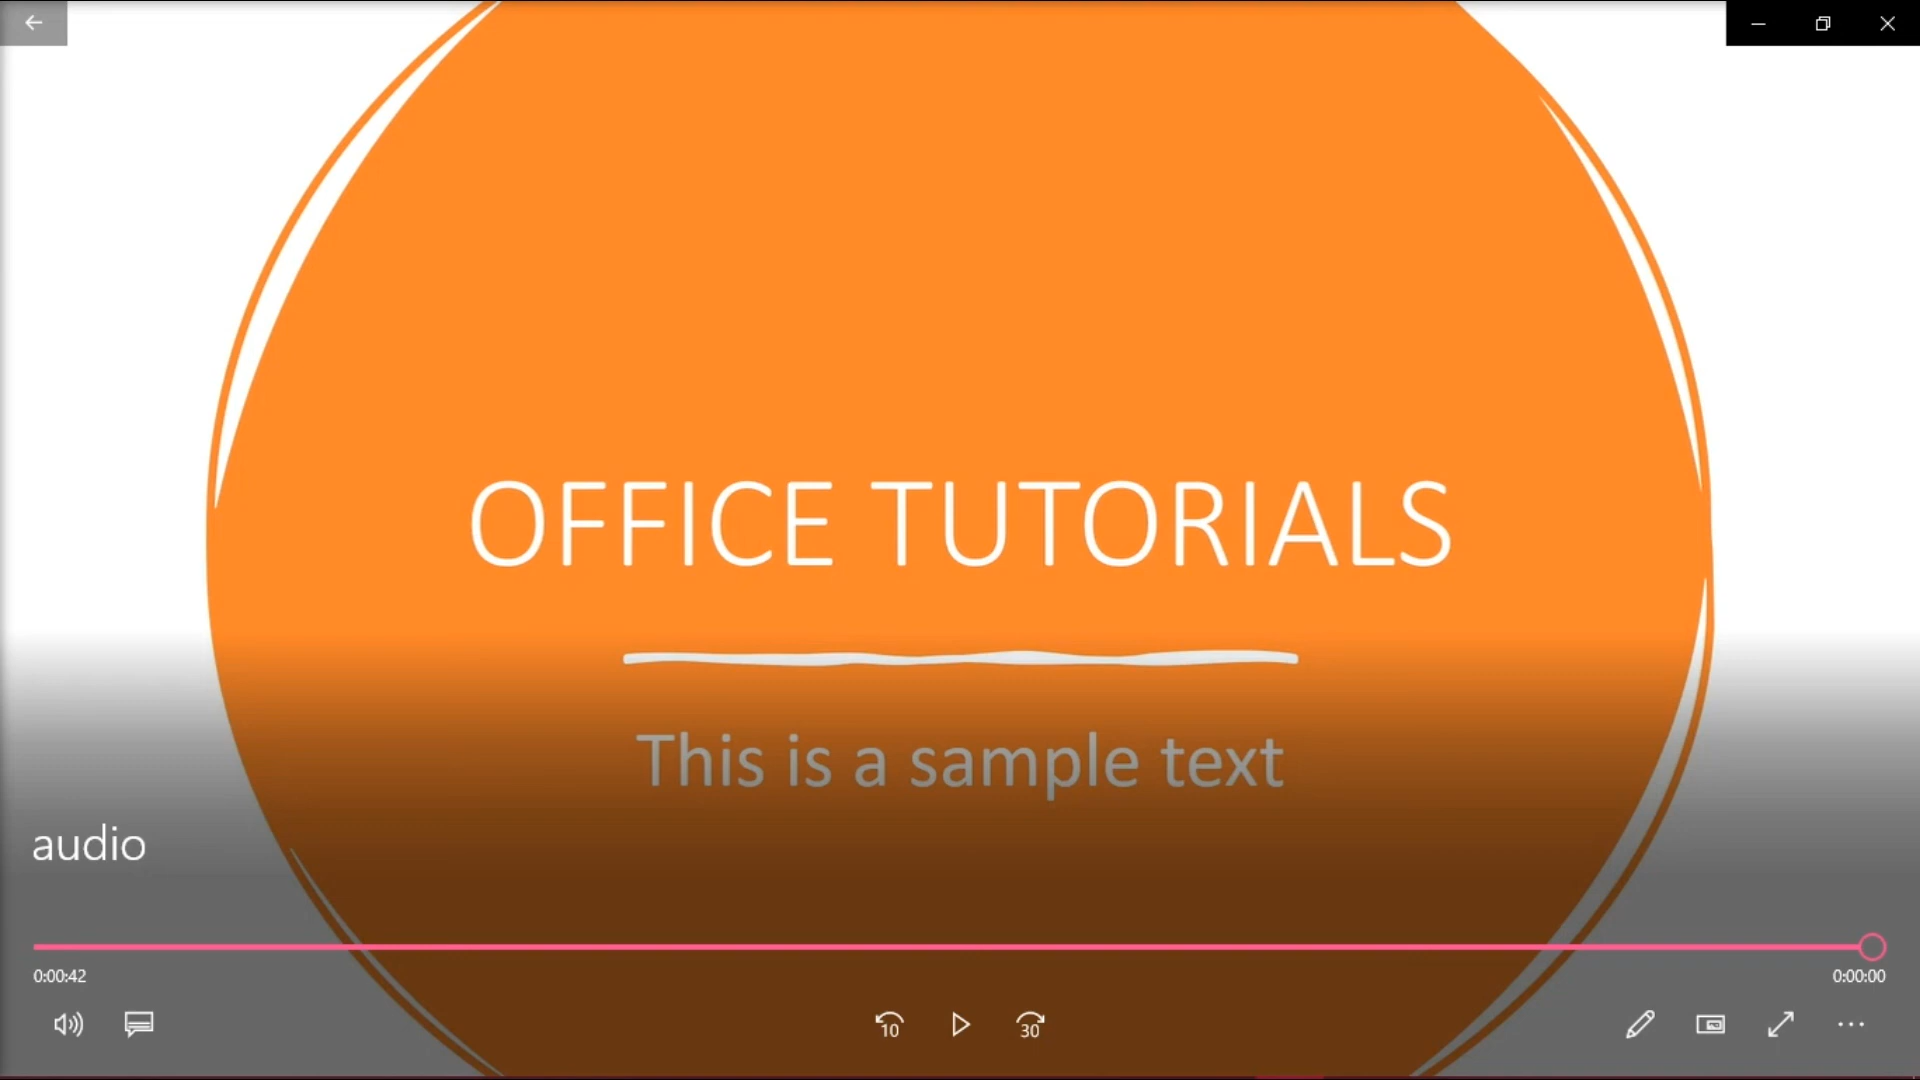 OFFICE TUTORIALS
This is a sample text
audio
0:00:42
0:00:00
10
30